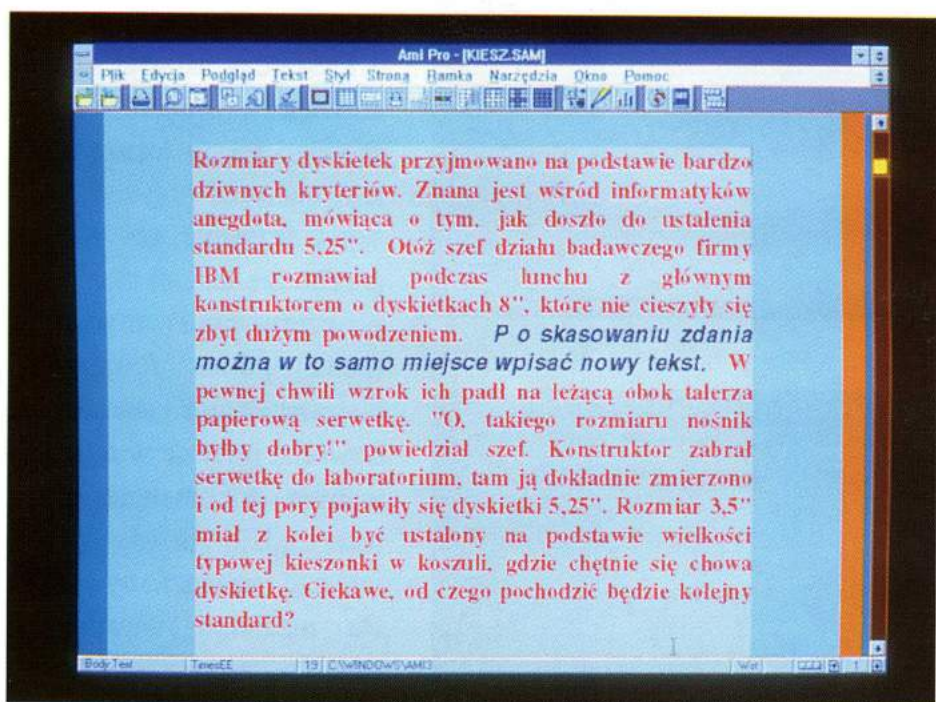 Ami Pro - [KIESZ.SAM]
Plik Edycja Podgląd Tekst Styl Strona Ramka Narzędzia Okno Pomoc
Rozmiary dyskietek przyjmowano na podstawie bardzo
dziwnych kryteriów. Znana jest wśród informatyków
anegdota, mówiąca o tym, jak doszło do ustalenia
standardu 5,25". Otóż szef działu badawczego firmy
IBM rozmawiał podczas lunchu z głównym
konstruktorem o dyskietkach 8", które nie cieszyły się
zbyt dużym powodzeniem. P o skasowaniu zdania
można w to samo miejsce wpisać nowy tekst. W
pewnej chwili wzrok ich padł na leżącą obok talerza
papierową serwetkę. "O, takiego rozmiaru nośnik
byłby dobry!" powiedział szef. Konstruktor zabrał
serwetkę do laboratorium, tam ją dokładnie zmierzono
i od tej pory pojawiły się dyskietki 5,25". Rozmiar 3,5"
miał z kolei być ustalony na podstawie wielkości
typowej kieszonki w koszuli, gdzie chętnie się chowa
dyskietkę. Ciekawe, od czego pochodzić będzie kolejny
standard?
Body Text TimesEE 19 C:\WINDOWS\AMI3 Wst 1